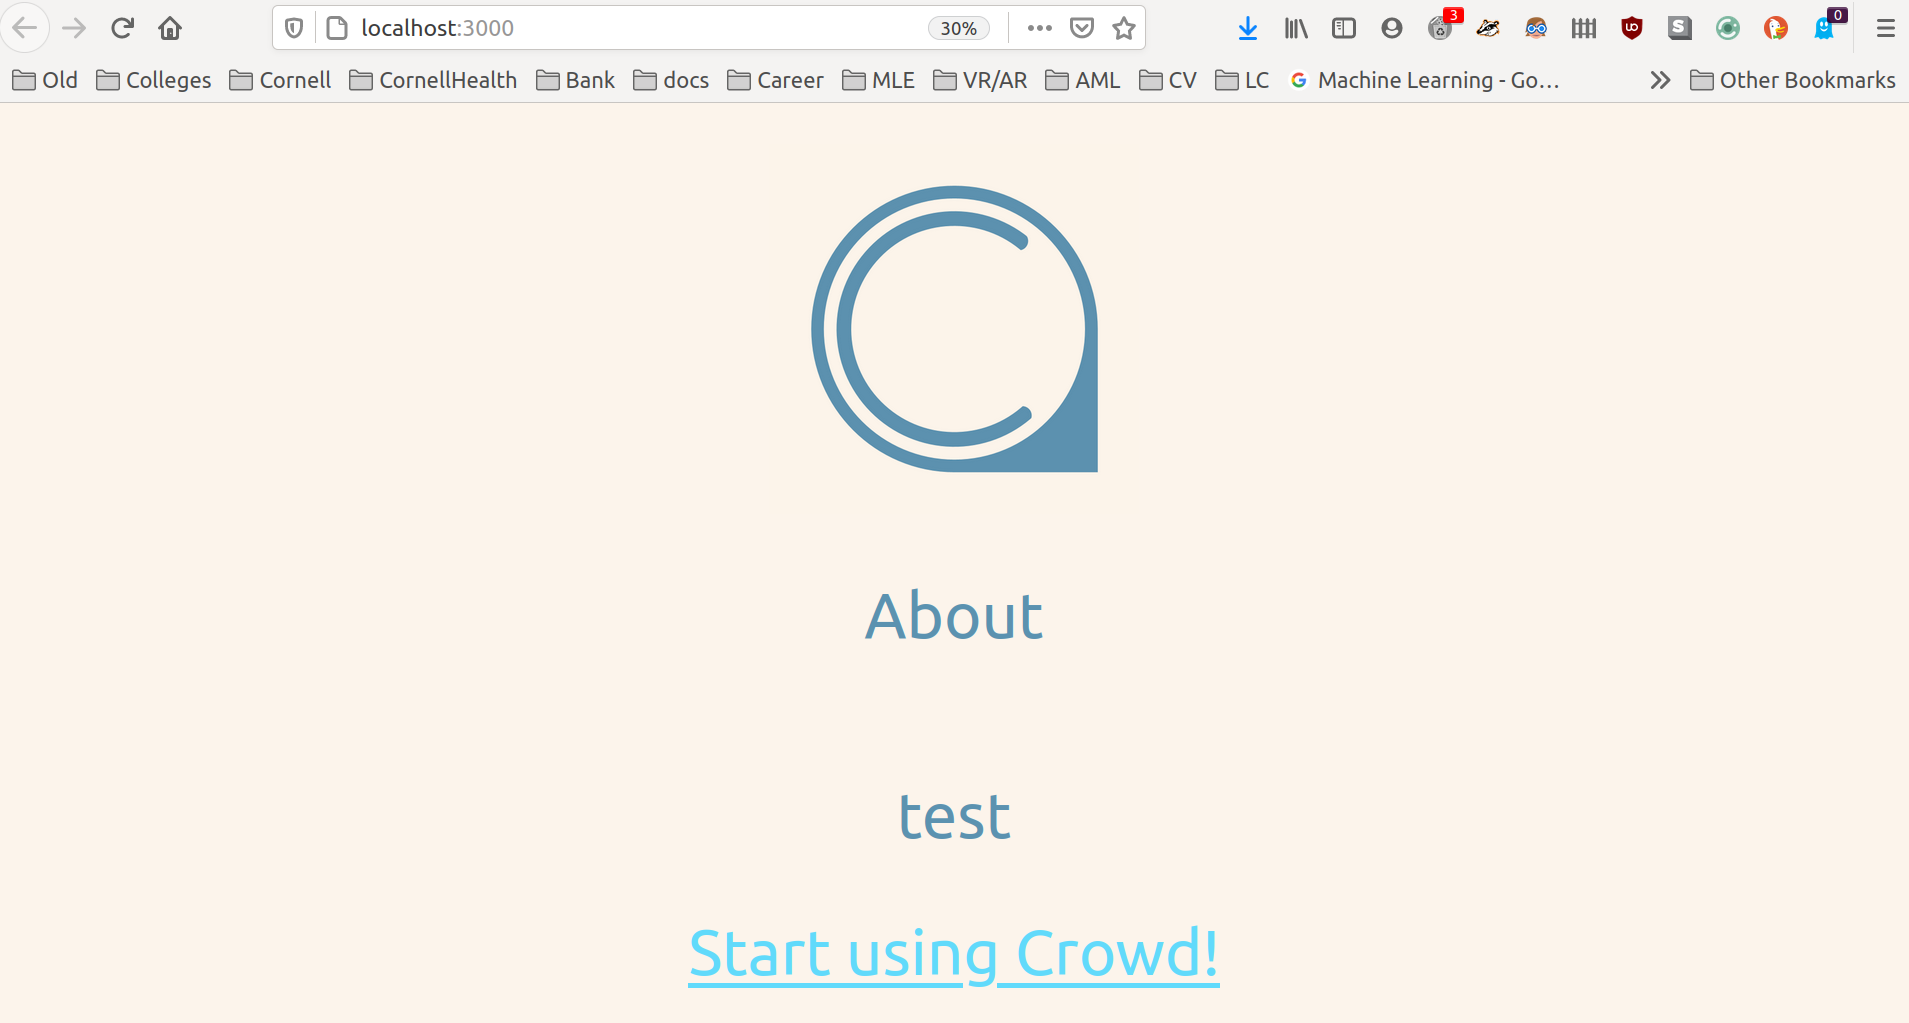 localhost:3000
30%
3
0
Old Colleges Cornell CornellHealth Bank docs Career MLE VR/AR AML CV LC Machine Learning - Go… Other Bookmarks
About
test
Start using Crowd!